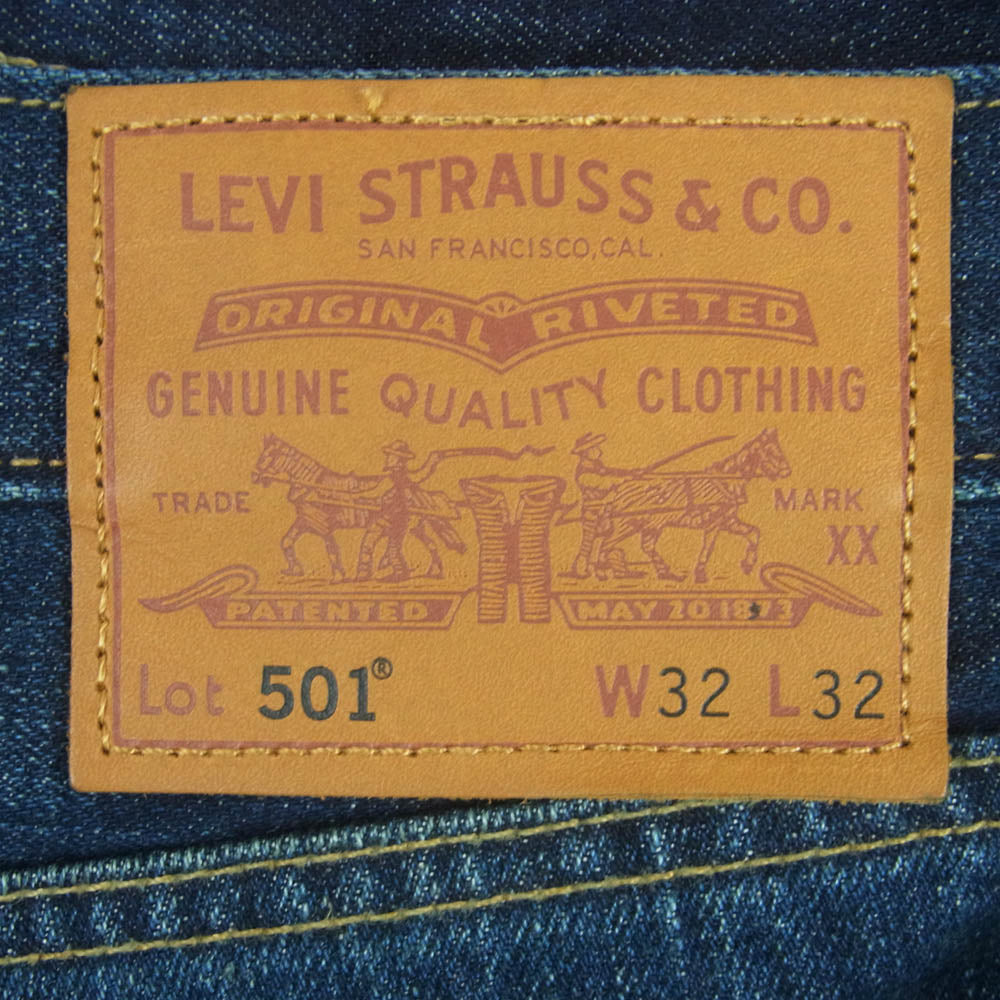 LEVI STRAUSS & CO.
SAN FRANCISCO, CAL.
ORIGINAL RIVETED
GENUINE QUALITY CLOTHING
TRADE MARK
XX
PATENTED MAY 20 1873
Lot 501® W32 L32